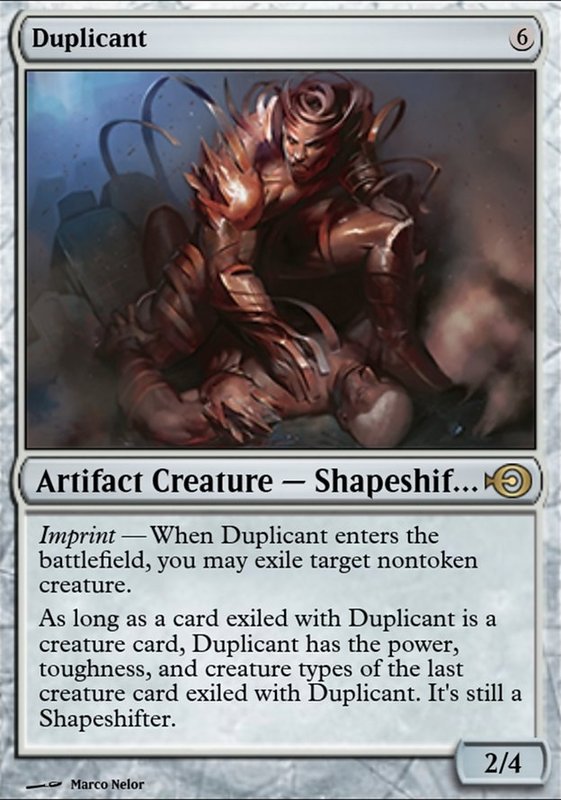 Duplicant 6
Artifact Creature — Shapeshif...
Imprint — When Duplicant enters the
battlefield, you may exile target nontoken
creature.
As long as a card exiled with Duplicant is a
creature card, Duplicant has the power,
toughness, and creature types of the last
creature card exiled with Duplicant. It's still a
Shapeshifter.
2/4
Marco Nelor